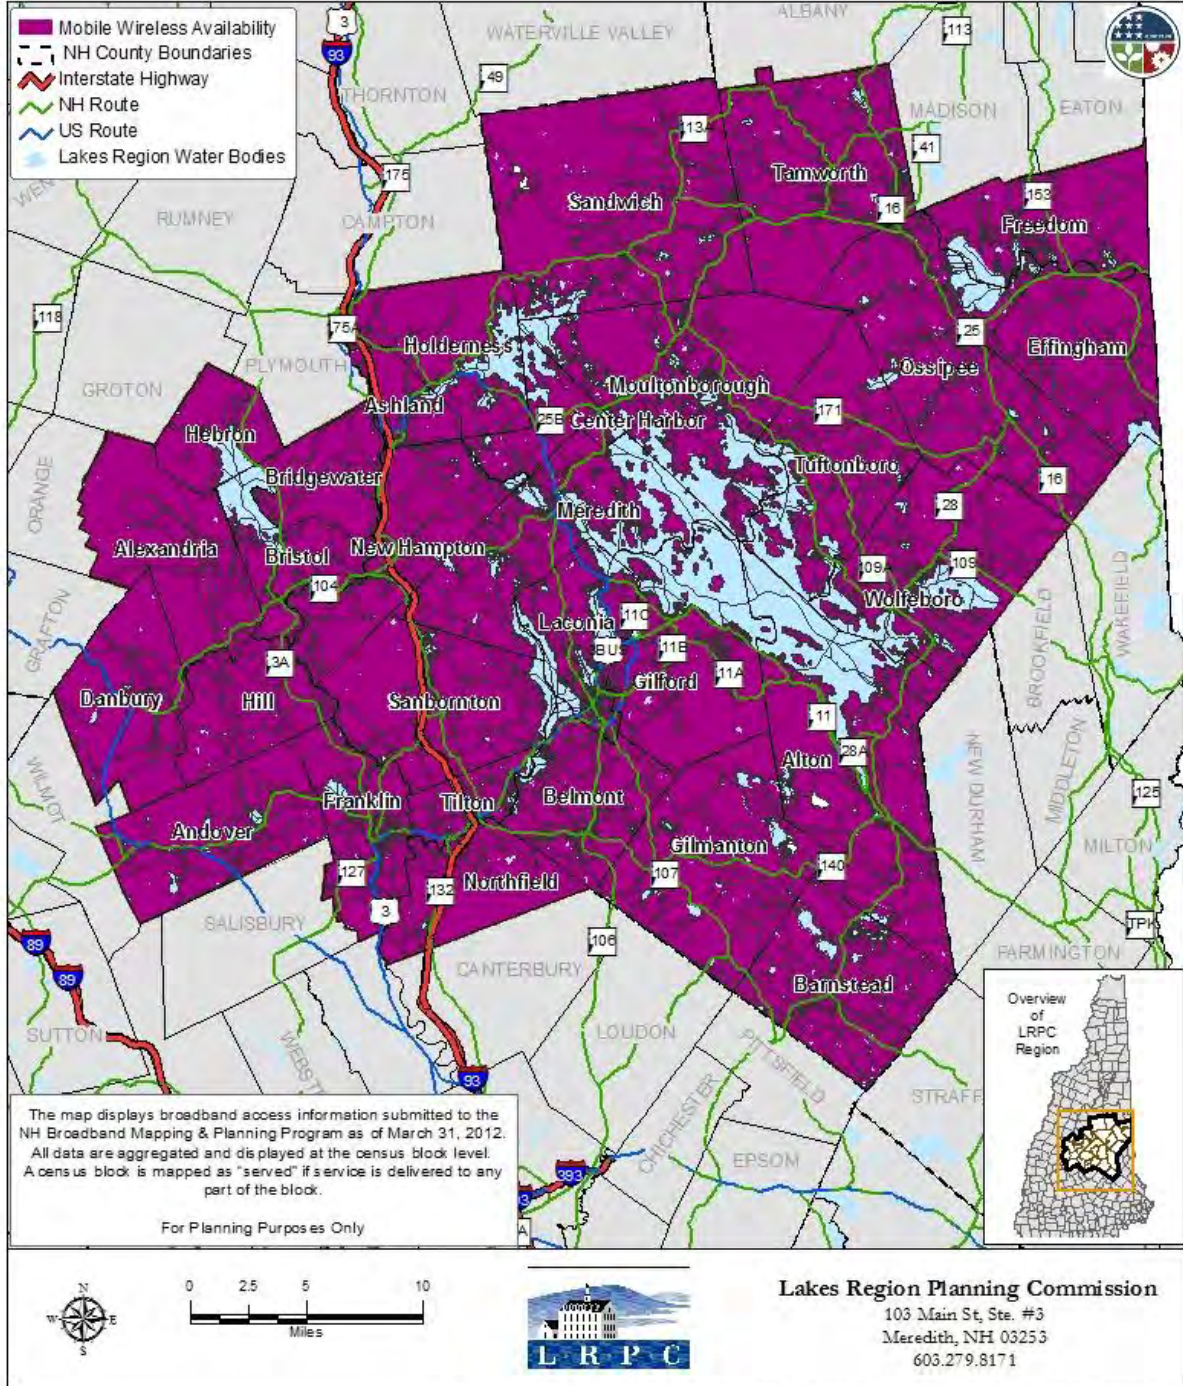 Mobile Wireless Availability
NH County Boundaries
Interstate Highway
NH Route
US Route
Lakes Region Water Bodies
3
93
WATERVILLE VALLEY
ALBANY
113
49
THORNTON
MADISON
EATON
113A
41
175
Tamworth
153
Sandwich
16
RUMNEY
CAMPTON
Freedom
118
75A
25
Holderness
Effingham
PLYMOUTH
Ossipee
GROTON
Moultonborough
Ashland
171
25B
Center Harbor
Hebron
Tuftonboro
Bridgewater
16
ORANGE
28
Meredith
Alexandria
New Hampton
Bristol
109A
109
104
Wolfeboro
BROOKFIELD
WAKEFIELD
GRAFTON
Laconia
11C
3A
3BUS
11B
11A
Gilford
Danbury
Hill
Sanbornton
11
28A
Alton
NEW DURHAM
MIDDLETON
WILMOT
125
Franklin
Tilton
Belmont
Andover
Gilmanton
MILTON
127
140
107
132
Northfield
3
SALISBURY
TPK
89
106
FARMINGTON
89
CANTERBURY
Barnstead
SUTTON
LOUDON
PITTSFIELD
93
CHICHESTER
EPSOM
393
Overview
of
LRPC
Region
The map displays broadband access information submitted to the
NH Broadband Mapping & Planning Program as of March 31, 2012.
All data are aggregated and displayed at the census block level.
A census block is mapped as "served" if service is delivered to any
part of the block.
For Planning Purposes Only
N
W E
S
0 2.5 5 10
Miles
L R P C
Lakes Region Planning Commission
103 Main St, Ste. #3
Meredith, NH 03253
603.279.8171